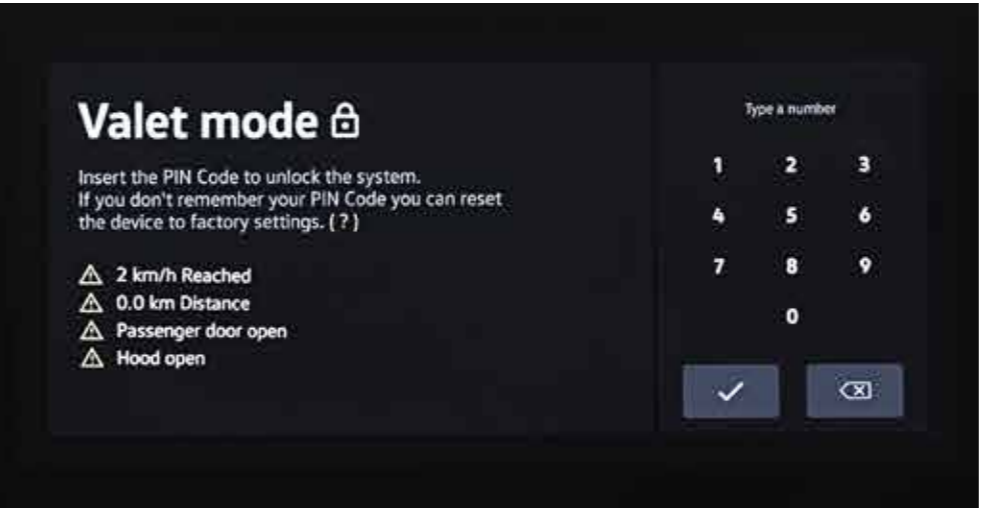 Valet mode
Insert the PIN Code to unlock the system.
If you don't remember your PIN Code you can reset
the device to factory settings. (?)
2 km/h Reached
0.0 km Distance
Passenger door open
Hood open
Type a number
1 2 3
4 5 6
7 8 9
0